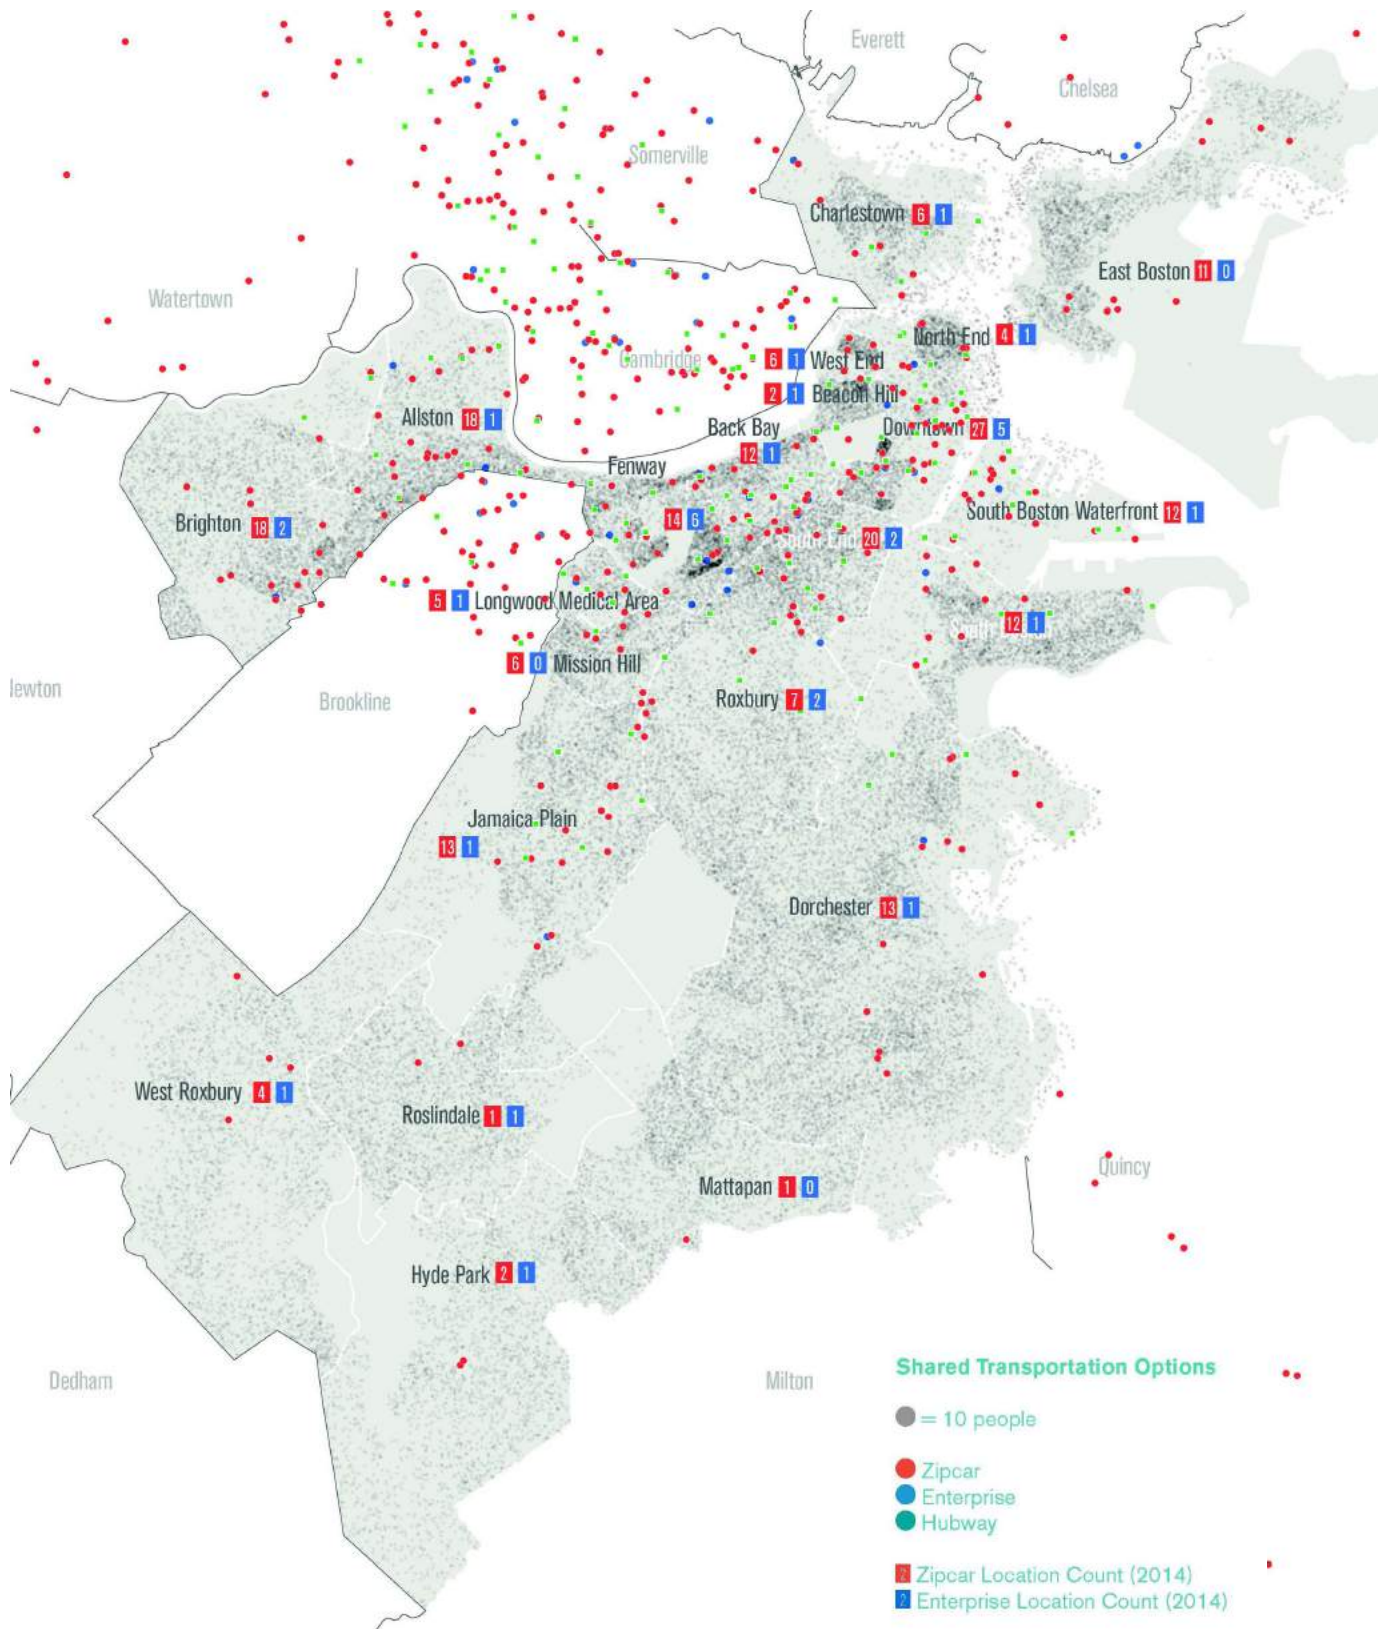 Everett
Chelsea
Somerville
Charlestown 6 1
East Boston 11 0
Watertown
North End 4 1
Cambridge
6 1 West End
2 1 Beacon Hill
Allston 18 1
Back Bay
12 1
Downtown 27 5
Fenway
14 6
South Boston Waterfront 12 1
Brighton 18 2
South End 20 2
5 1 Longwood Medical Area
12 1
6 0 Mission Hill
lewton
Brookline
Roxbury 7 2
Jamaica Plain
13 1
Dorchester 13 1
West Roxbury 4 1
Roslindale 1 1
Quincy
Mattapan 1 0
Hyde Park 2 1
Dedham
Milton
Shared Transportation Options
= 10 people
Zipcar
Enterprise
Hubway
2 Zipcar Location Count (2014)
2 Enterprise Location Count (2014)